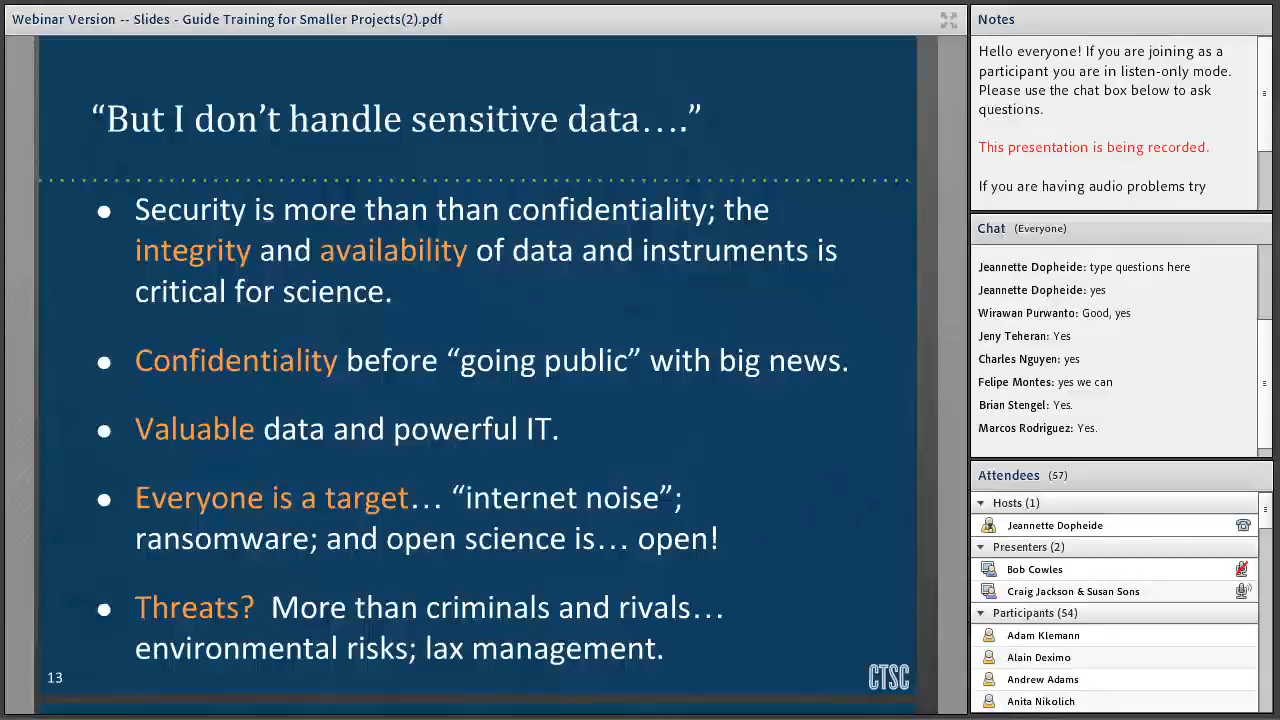 Webinar Version -- Slides - Guide Training for Smaller Projects(2).pdf
“But I don’t handle sensitive data….”
● Security is more than than confidentiality; the
integrity and availability of data and instruments is
critical for science.
● Confidentiality before “going public” with big news.
● Valuable data and powerful IT.
● Everyone is a target… “internet noise”;
ransomware; and open science is… open!
● Threats? More than criminals and rivals…
environmental risks; lax management.
13
CTSC
Notes
Hello everyone! If you are joining as a
participant you are in listen-only mode.
Please use the chat box below to ask
questions.
This presentation is being recorded.
If you are having audio problems try
Chat (Everyone)
Jeannette Dopheide: type questions here
Jeannette Dopheide: yes
Wirawan Purwanto: Good, yes
Jeny Teheran: Yes
Charles Nguyen: yes
Felipe Montes: yes we can
Brian Stengel: Yes.
Marcos Rodriguez: Yes.
Attendees (57)
Hosts (1)
Jeannette Dopheide
Presenters (2)
Bob Cowles
Craig Jackson & Susan Sons
Participants (54)
Adam Klemann
Alain Deximo
Andrew Adams
Anita Nikolich